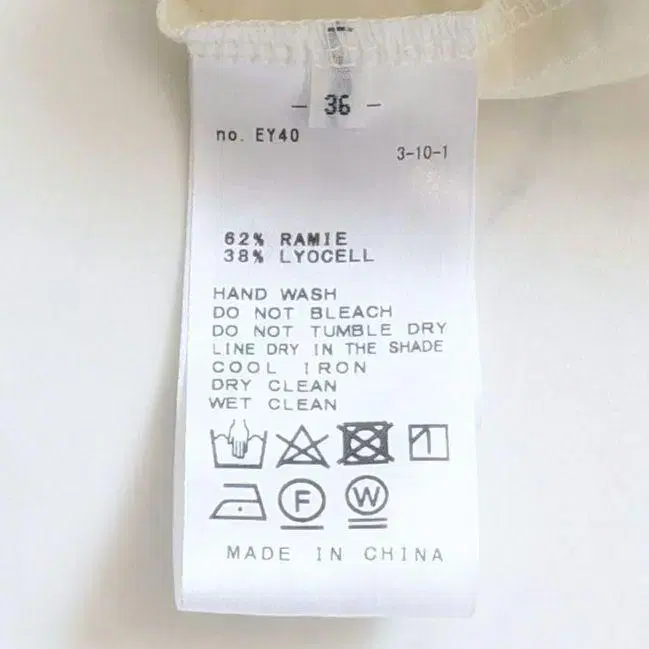 - 36 -
no. EY40
3-10-1
62% RAMIE
38% LYOCELL
HAND WASH
DO NOT BLEACH
DO NOT TUMBLE DRY
LINE DRY IN THE SHADE
COOL IRON
DRY CLEAN
WET CLEAN
F W
MADE IN CHINA